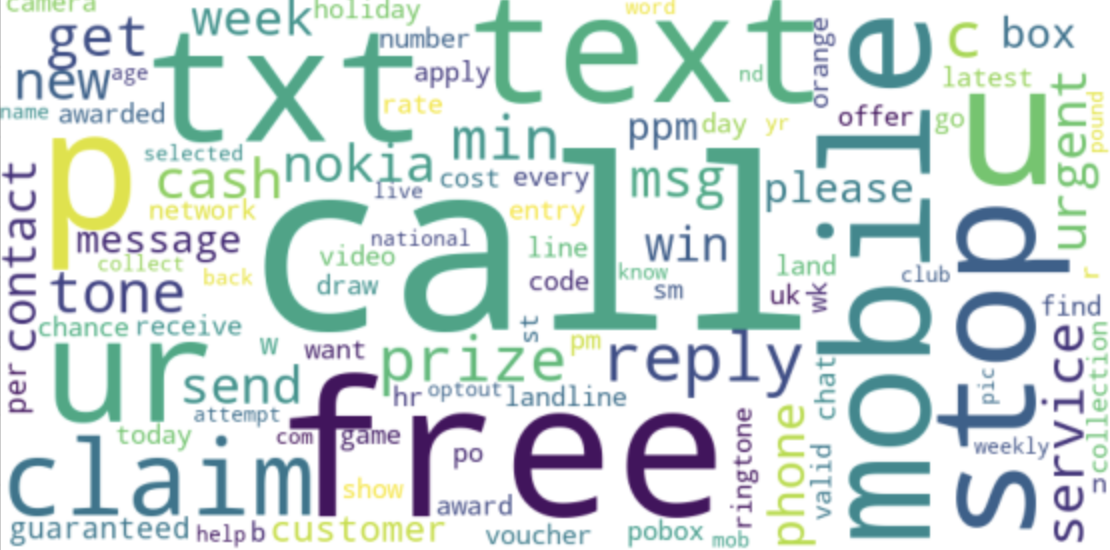 camera
week
holiday
word
get
txt
number
text
orange
mobile
c
box
new
age
apply
nd
latest
name
awarded
rate
offer
go
u
urgent
pound
p
selected
nokia
min
ppm
day
yr
cash
live
cost
every
msg
please
contact
network
call
entry
stop
message
national
line
win
collect
video
land
back
know
club
r
tone
draw
code
sm
uk
wk
find
chance
receive
st
per
ur
w
want
prize
pm
reply
chat
service
collection
send
hr
optout
landline
pic
attempt
free
today
com
game
ringtone
phone
weekly
claim
po
valid
show
n
award
guaranteed
help
b
customer
voucher
pobox
mob